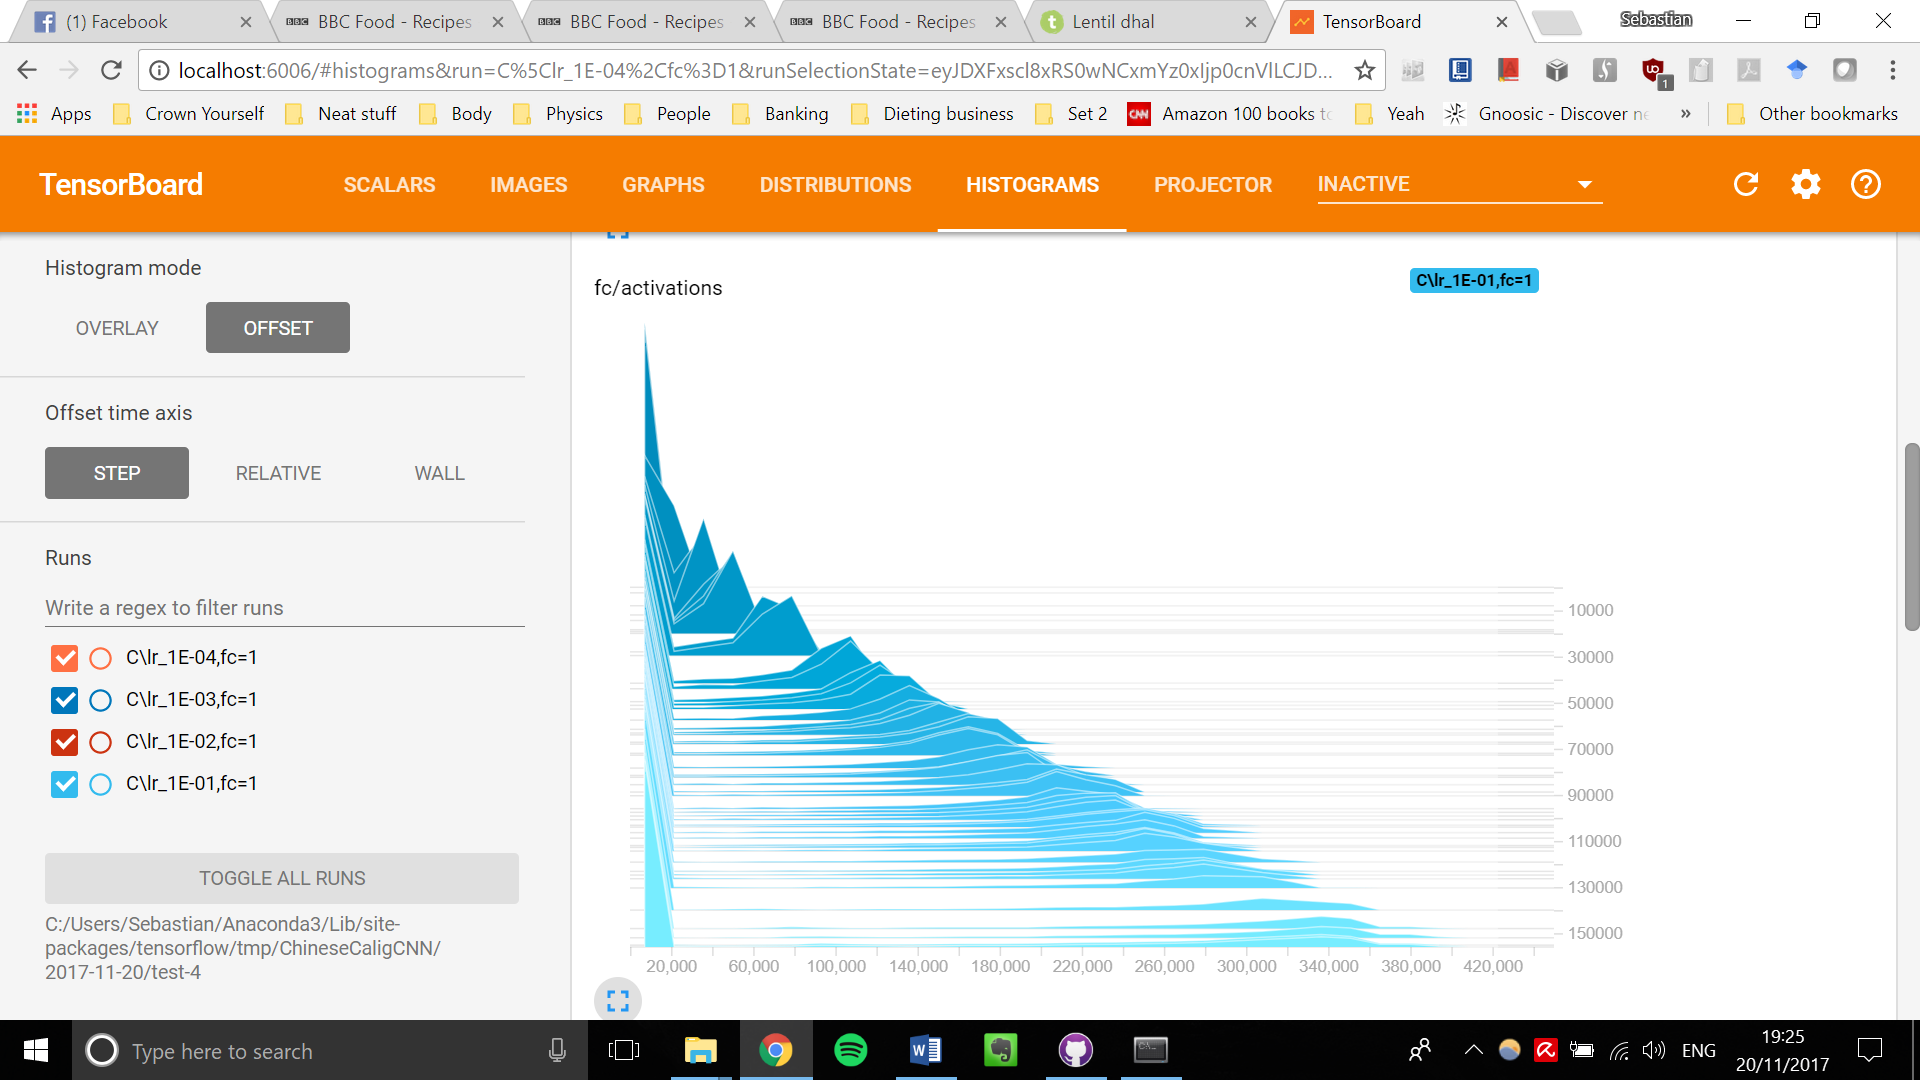 (1) Facebook
BBC Food - Recipes
BBC Food - Recipes
BBC Food - Recipes
Lentil dhal
TensorBoard
Sebastian
localhost:6006/#histograms&run=C%5Clr_1E-04%2Cfc%3D1&runSelectionState=eyJDXFxscl8xRS0wNCxmYz0xIjp0cnVlLCJD...
Apps
Crown Yourself
Neat stuff
Body
Physics
People
Banking
Dieting business
Set 2
Amazon 100 books to
Yeah
Gnoosic - Discover ne
»
Other bookmarks
TensorBoard
SCALARS
IMAGES
GRAPHS
DISTRIBUTIONS
HISTOGRAMS
PROJECTOR
INACTIVE
Histogram mode
OVERLAY
OFFSET
Offset time axis
STEP
RELATIVE
WALL
Runs
Write a regex to filter runs
C\lr_1E-04,fc=1
C\lr_1E-03,fc=1
C\lr_1E-02,fc=1
C\lr_1E-01,fc=1
TOGGLE ALL RUNS
C:/Users/Sebastian/Anaconda3/Lib/site-
packages/tensorflow/tmp/ChineseCaligCNN/
2017-11-20/test-4
fc/activations
C\lr_1E-01,fc=1
10000
30000
50000
70000
90000
110000
130000
150000
20,000
60,000
100,000
140,000
180,000
220,000
260,000
300,000
340,000
380,000
420,000
Type here to search
ENG
19:25
20/11/2017